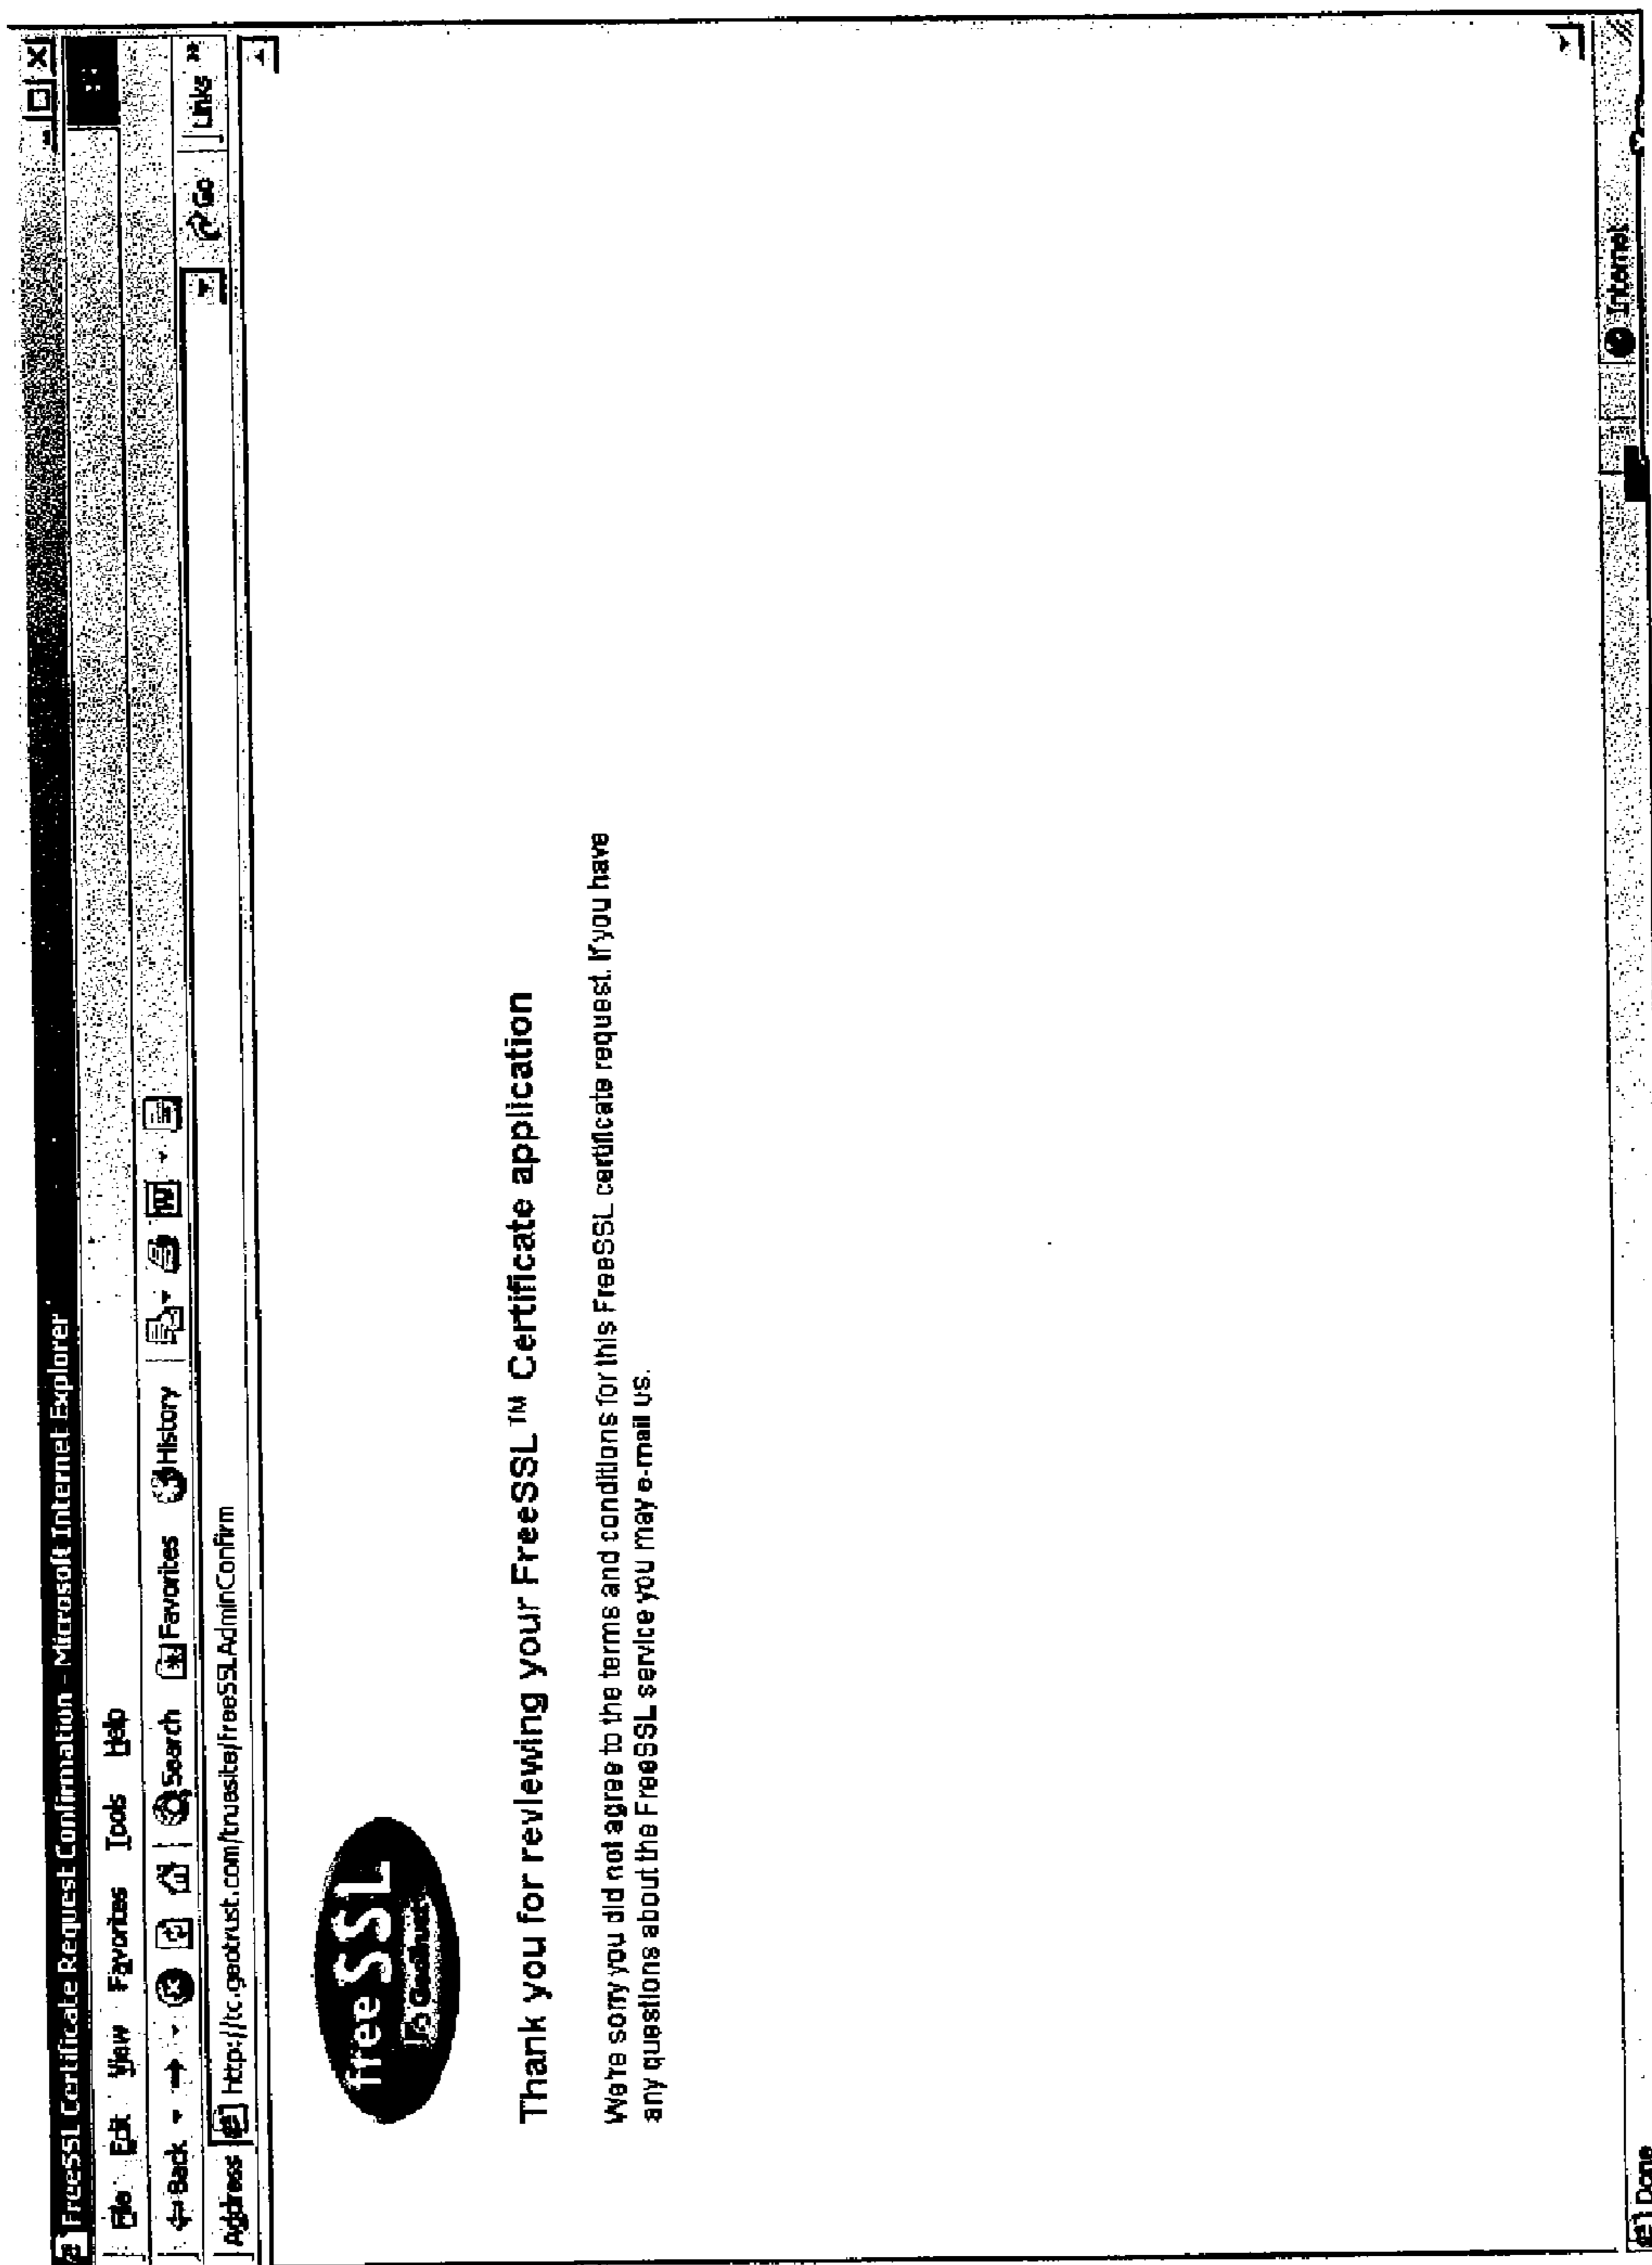 FreeSSL Certificate Request Confirmation - Microsoft Internet Explorer
File Edit View Favorites Tools Help
Back Search Favorites History
Address http://tc.geotrust.com/truesite/freeSSLAdminConfirm Go Links »
free SSL
GeoTrust
Thank you for reviewing your FreeSSL™ Certificate application
We're sorry you did not agree to the terms and conditions for this FreeSSL certificate request. If you have
any questions about the FreeSSL service you may e-mail us.
Done Internet